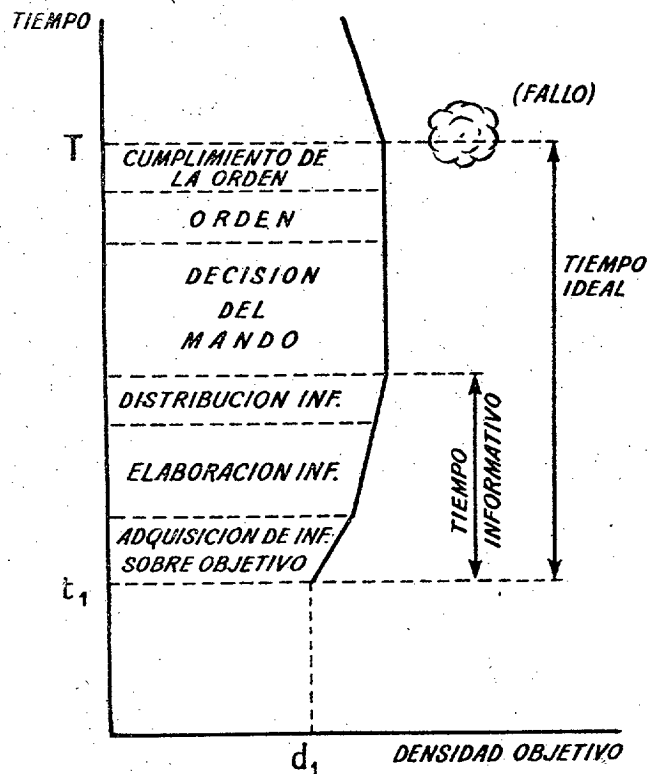 TIEMPO
(FALLO)
T
CUMPLIMIENTO DE
LA ORDEN
ORDEN
DECISION
DEL
MANDO
TIEMPO
IDEAL
DISTRIBUCION INF.
ELABORACION INF.
TIEMPO
INFORMATIVO
ADQUISICION DE INF.
SOBRE OBJETIVO
t₁
d₁
DENSIDAD OBJETIVO